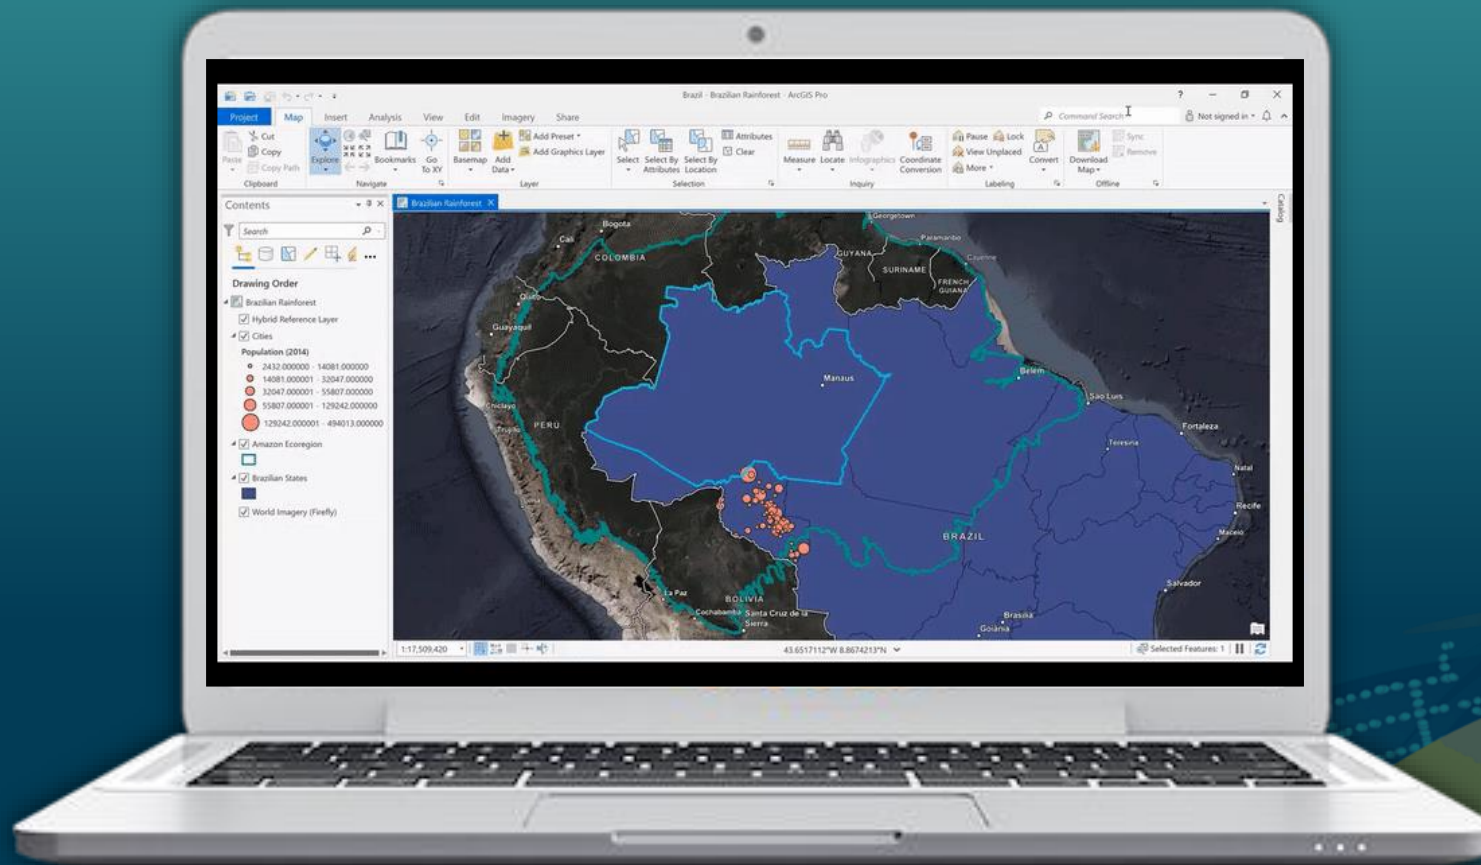 Brazil - Brazilian Rainforest - ArcGIS Pro
?
Project Map Insert Analysis View Edit Imagery Share
Command Search
Not signed in
Paste
Cut
Copy
Copy Path
Clipboard
Explore
Bookmarks
Go To XY
Navigate
Basemap
Add Data
Add Preset
Add Graphics Layer
Layer
Select
Select By Attributes
Select By Location
Attributes
Clear
Selection
Measure
Locate
Infographics
Coordinate Conversion
Inquiry
Pause
Lock
View Unplaced
More
Convert
Labeling
Download Map
Sync
Remove
Offline
Contents
Search
Drawing Order
Brazilian Rainforest
Hybrid Reference Layer
Cities
Population (2014)
2432.000000 - 14081.000000
14081.000001 - 32047.000000
32047.000001 - 55807.000000
55807.000001 - 129242.000000
129242.000001 - 494013.000000
Amazon Ecoregion
Brazilian States
World Imagery (Firefly)
Brazilian Rainforest
Catalog
Georgetown
Bogota
Paramaribo
Cali
GUYANA
COLOMBIA
Cayenne
SURINAME
FRENCH GUIANA
Quito
Guayaquil
Manaus
Belém
Sao Luis
Chiclayo
Trujillo
PERU
Fortaleza
Teresina
Natal
Lima
Recife
Maceio
BRAZIL
Salvador
La Paz
BOLIVIA
Cochabamba
Santa Cruz de la Sierra
Brasilia
Goiânia
1:17,509,420
43.6517112°W 8.8674213°N
Selected Features: 1